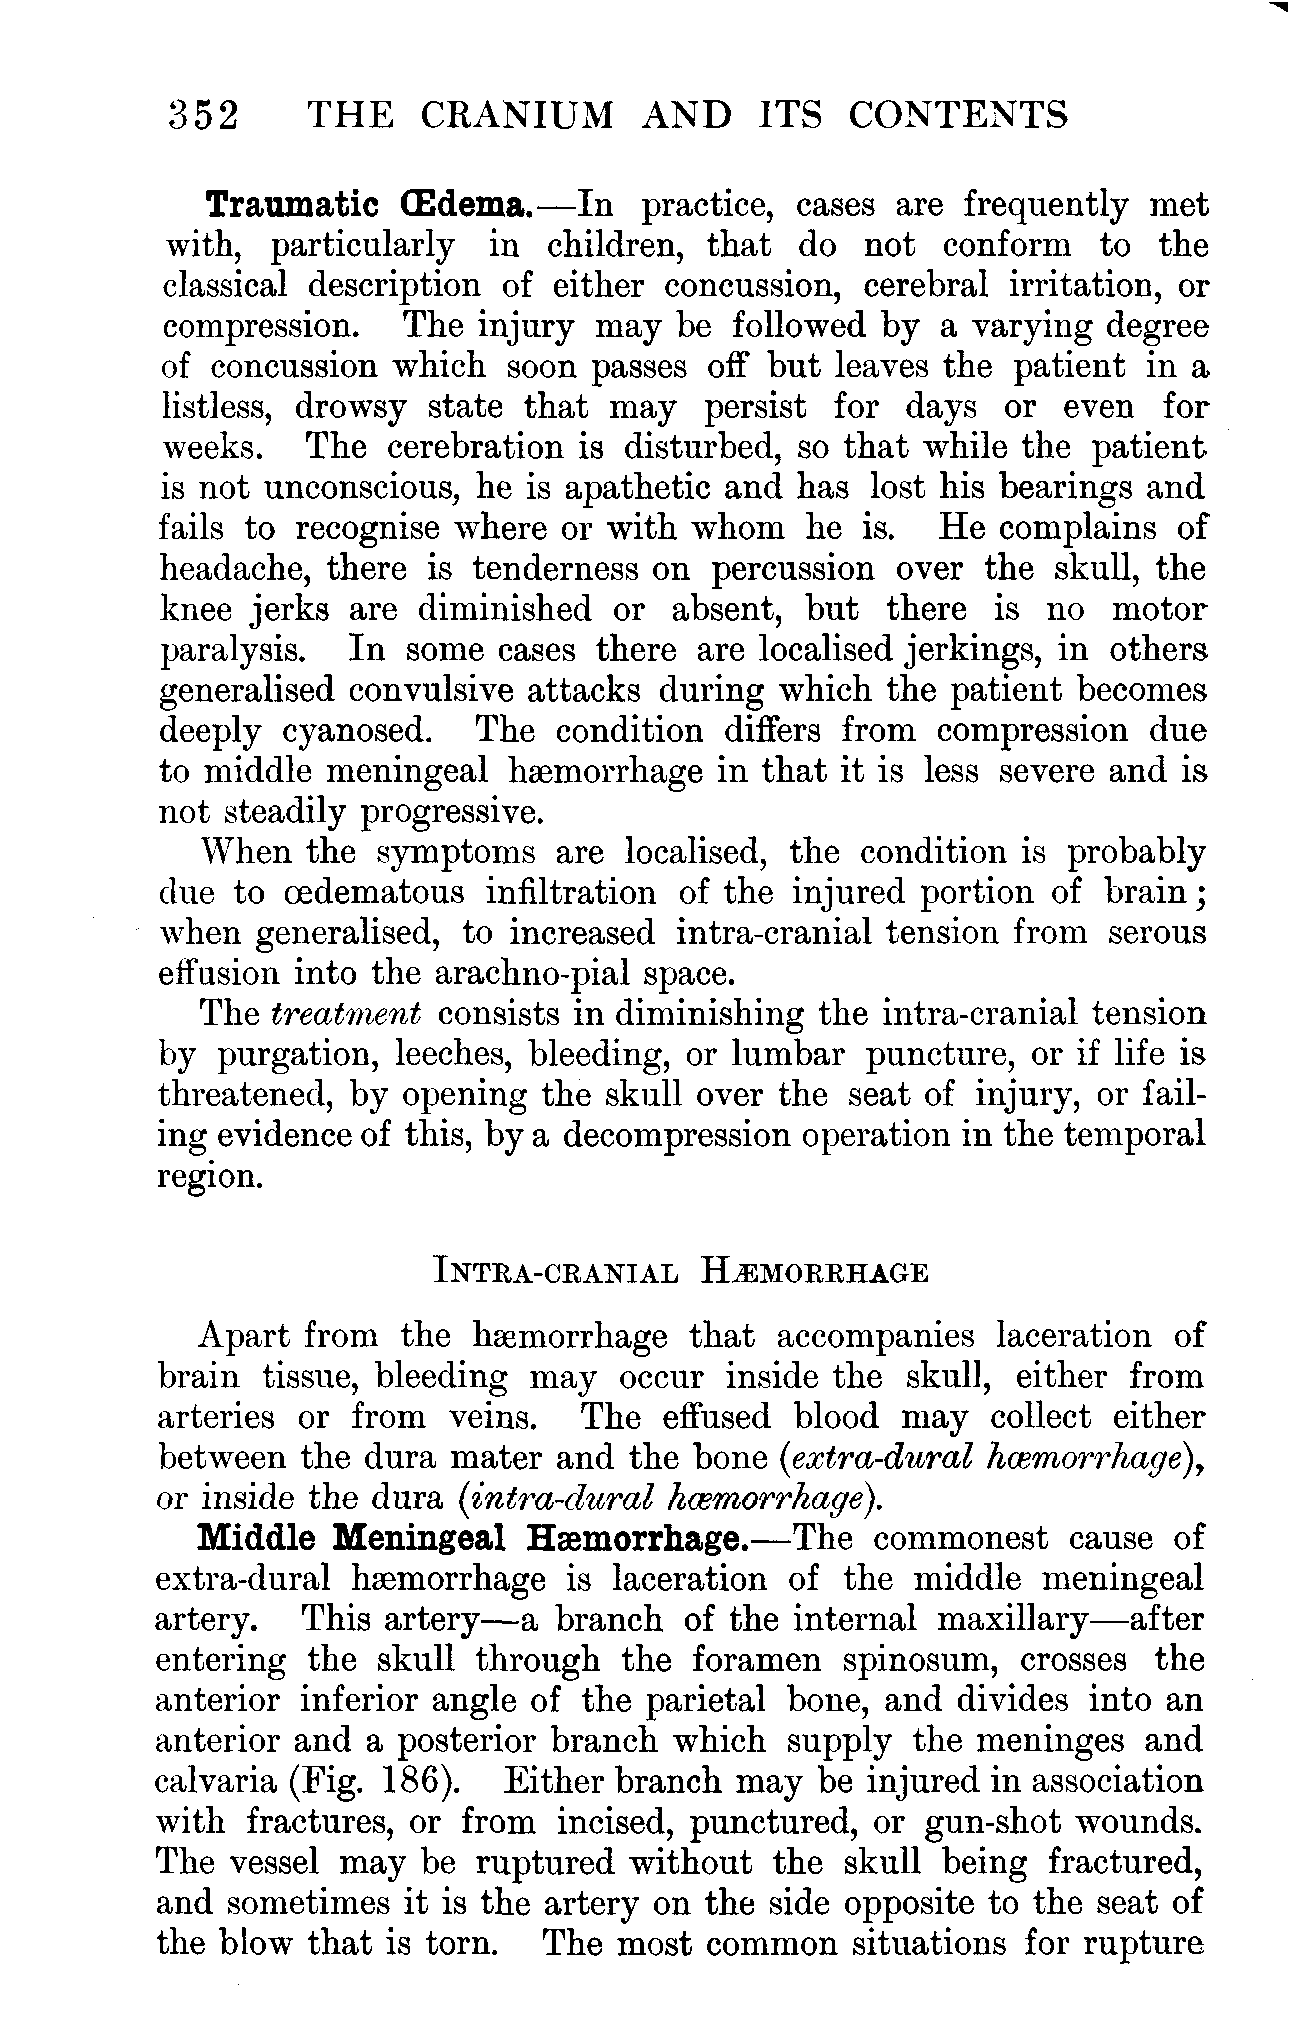 352 THE CRANIUM AND ITS CONTENTS
Traumatic Œdema.—In practice, cases are frequently met
with, particularly in children, that do not conform to the
classical description of either concussion, cerebral irritation, or
compression. The injury may be followed by a varying degree
of concussion which soon passes off but leaves the patient in a
listless, drowsy state that may persist for days or even for
weeks. The cerebration is disturbed, so that while the patient
is not unconscious, he is apathetic and has lost his bearings and
fails to recognise where or with whom he is. He complains of
headache, there is tenderness on percussion over the skull, the
knee jerks are diminished or absent, but there is no motor
paralysis. In some cases there are localised jerkings, in others
generalised convulsive attacks during which the patient becomes
deeply cyanosed. The condition differs from compression due
to middle meningeal hæmorrhage in that it is less severe and is
not steadily progressive.
When the symptoms are localised, the condition is probably
due to œdematous infiltration of the injured portion of brain;
when generalised, to increased intra-cranial tension from serous
effusion into the arachno-pial space.
The treatment consists in diminishing the intra-cranial tension
by purgation, leeches, bleeding, or lumbar puncture, or if life is
threatened, by opening the skull over the seat of injury, or fail-
ing evidence of this, by a decompression operation in the temporal
region.
INTRA-CRANIAL HÆMORRHAGE
Apart from the hæmorrhage that accompanies laceration of
brain tissue, bleeding may occur inside the skull, either from
arteries or from veins. The effused blood may collect either
between the dura mater and the bone (extra-dural hæmorrhage),
or inside the dura (intra-dural hæmorrhage).
Middle Meningeal Hæmorrhage.—The commonest cause of
extra-dural hæmorrhage is laceration of the middle meningeal
artery. This artery—a branch of the internal maxillary—after
entering the skull through the foramen spinosum, crosses the
anterior inferior angle of the parietal bone, and divides into an
anterior and a posterior branch which supply the meninges and
calvaria (Fig. 186). Either branch may be injured in association
with fractures, or from incised, punctured, or gun-shot wounds.
The vessel may be ruptured without the skull being fractured,
and sometimes it is the artery on the side opposite to the seat of
the blow that is torn. The most common situations for rupture